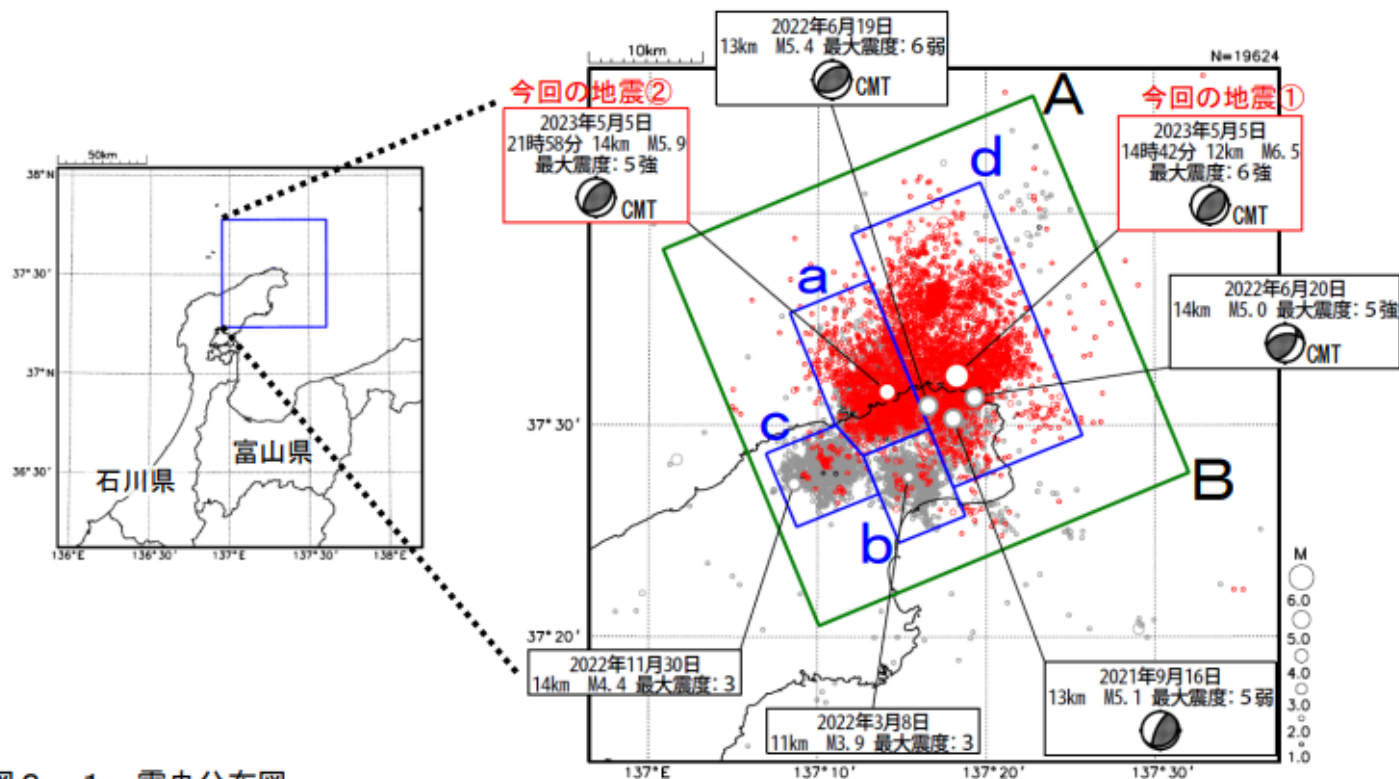 2022年6月19日
13km M5.4 最大震度:6弱
CMT
10km
N=19624
今回の地震②
2023年5月5日
21時58分 14km M5.9
最大震度:5強
CMT
今回の地震①
2023年5月5日
14時42分 12km M6.5
最大震度:6強
CMT
A
d
a
c
b
B
2022年6月20日
14km M5.0 最大震度:5強
CMT
50km
38°N
37°30'
37°N
36°30'
石川県
富山県
136°E
136°30'
137°E
137°30'
138°E
37°30'
37°20'
2022年11月30日
14km M4.4 最大震度:3
2022年3月8日
11km M3.9 最大震度:3
2021年9月16日
13km M5.1 最大震度:5弱
M
6.0
5.0
4.0
3.0
2.0
1.0
137°E
137°10'
137°20'
137°30'